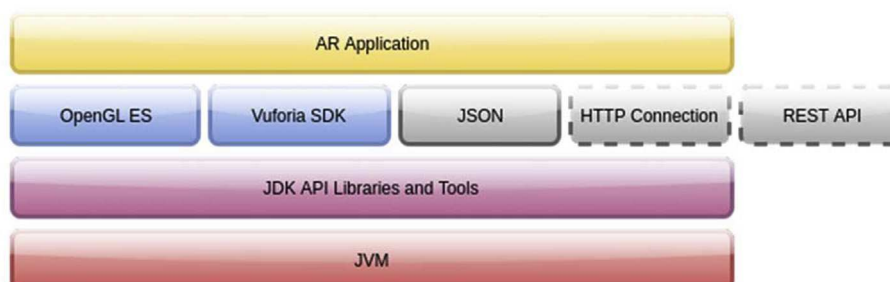 AR Application
OpenGL ES
Vuforia SDK
JSON
HTTP Connection
REST API
JDK API Libraries and Tools
JVM